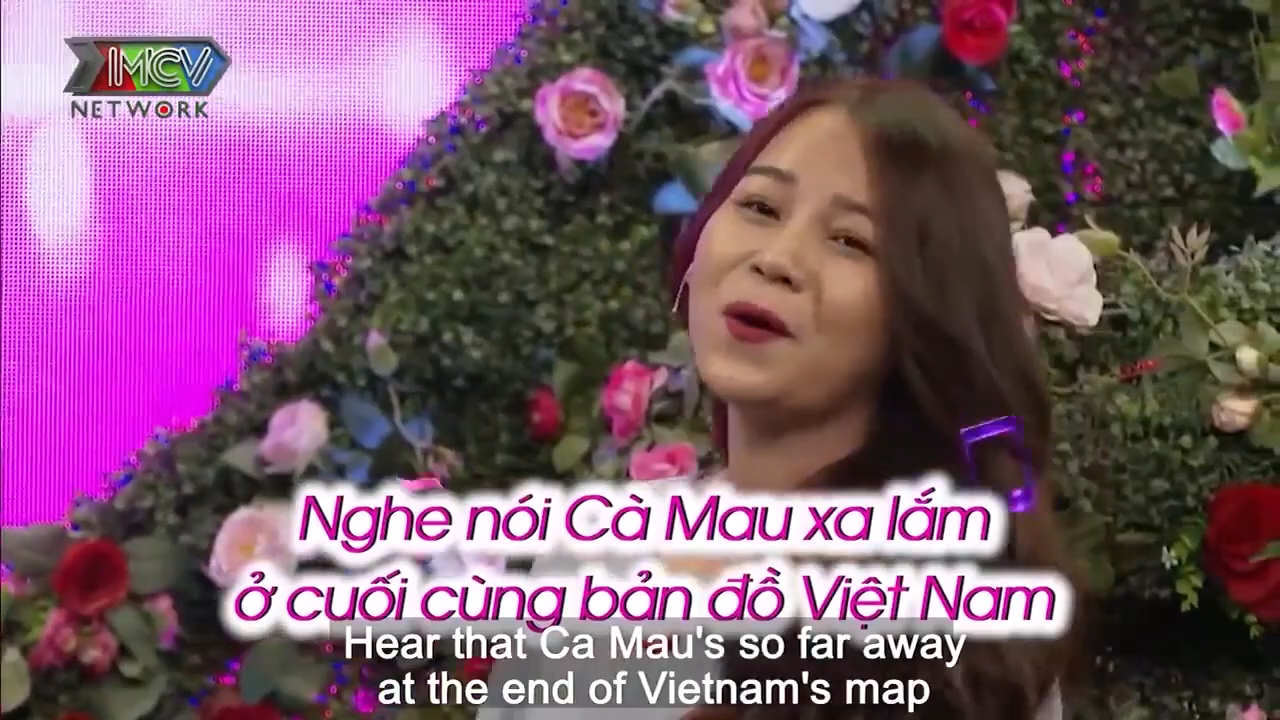 MCV
NETWORK
Nghe nói Cà Mau xa lắm
ở cuối cùng bản đồ Việt Nam
Hear that Ca Mau's so far away
at the end of Vietnam's map